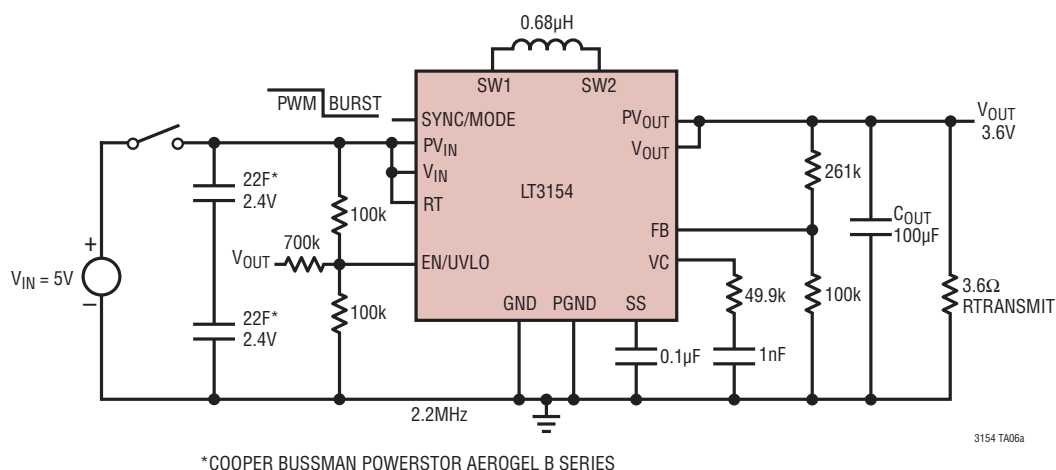 0.68µH
SW1
SW2
PWM
BURST
SYNC/MODE
PVIN
VIN
RT
EN/UVLO
LT3154
PVOUT
VOUT
FB
VC
GND
PGND
SS
VOUT
3.6V
22F*
2.4V
100k
VOUT
700k
VIN = 5V
+
–
22F*
2.4V
100k
261k
COUT
100µF
49.9k
100k
3.6Ω
RTRANSMIT
0.1µF
1nF
2.2MHz
3154 TA06a
*COOPER BUSSMAN POWERSTOR AEROGEL B SERIES